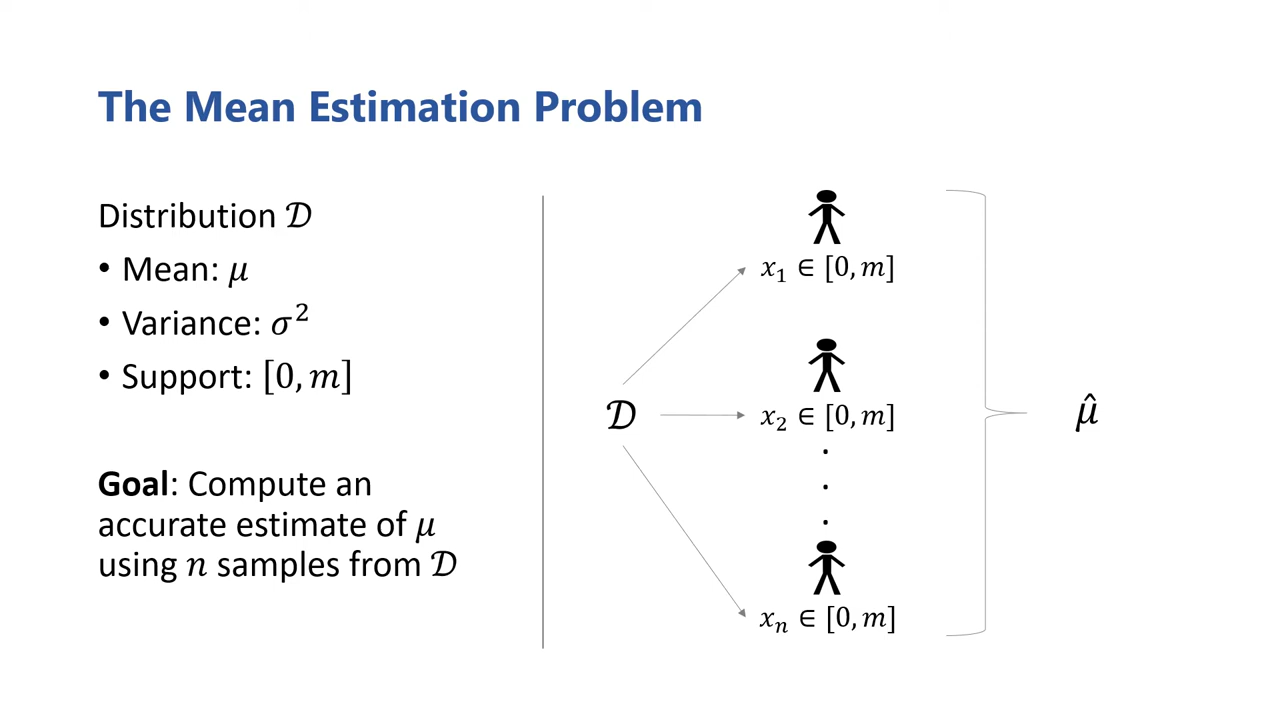 The Mean Estimation Problem
Distribution 𝒟
• Mean: μ
• Variance: σ²
• Support: [0, m]
Goal: Compute an
accurate estimate of μ
using n samples from 𝒟
𝒟
x₁ ∈ [0, m]
x₂ ∈ [0, m]
.
.
.
xₙ ∈ [0, m]
μ̂